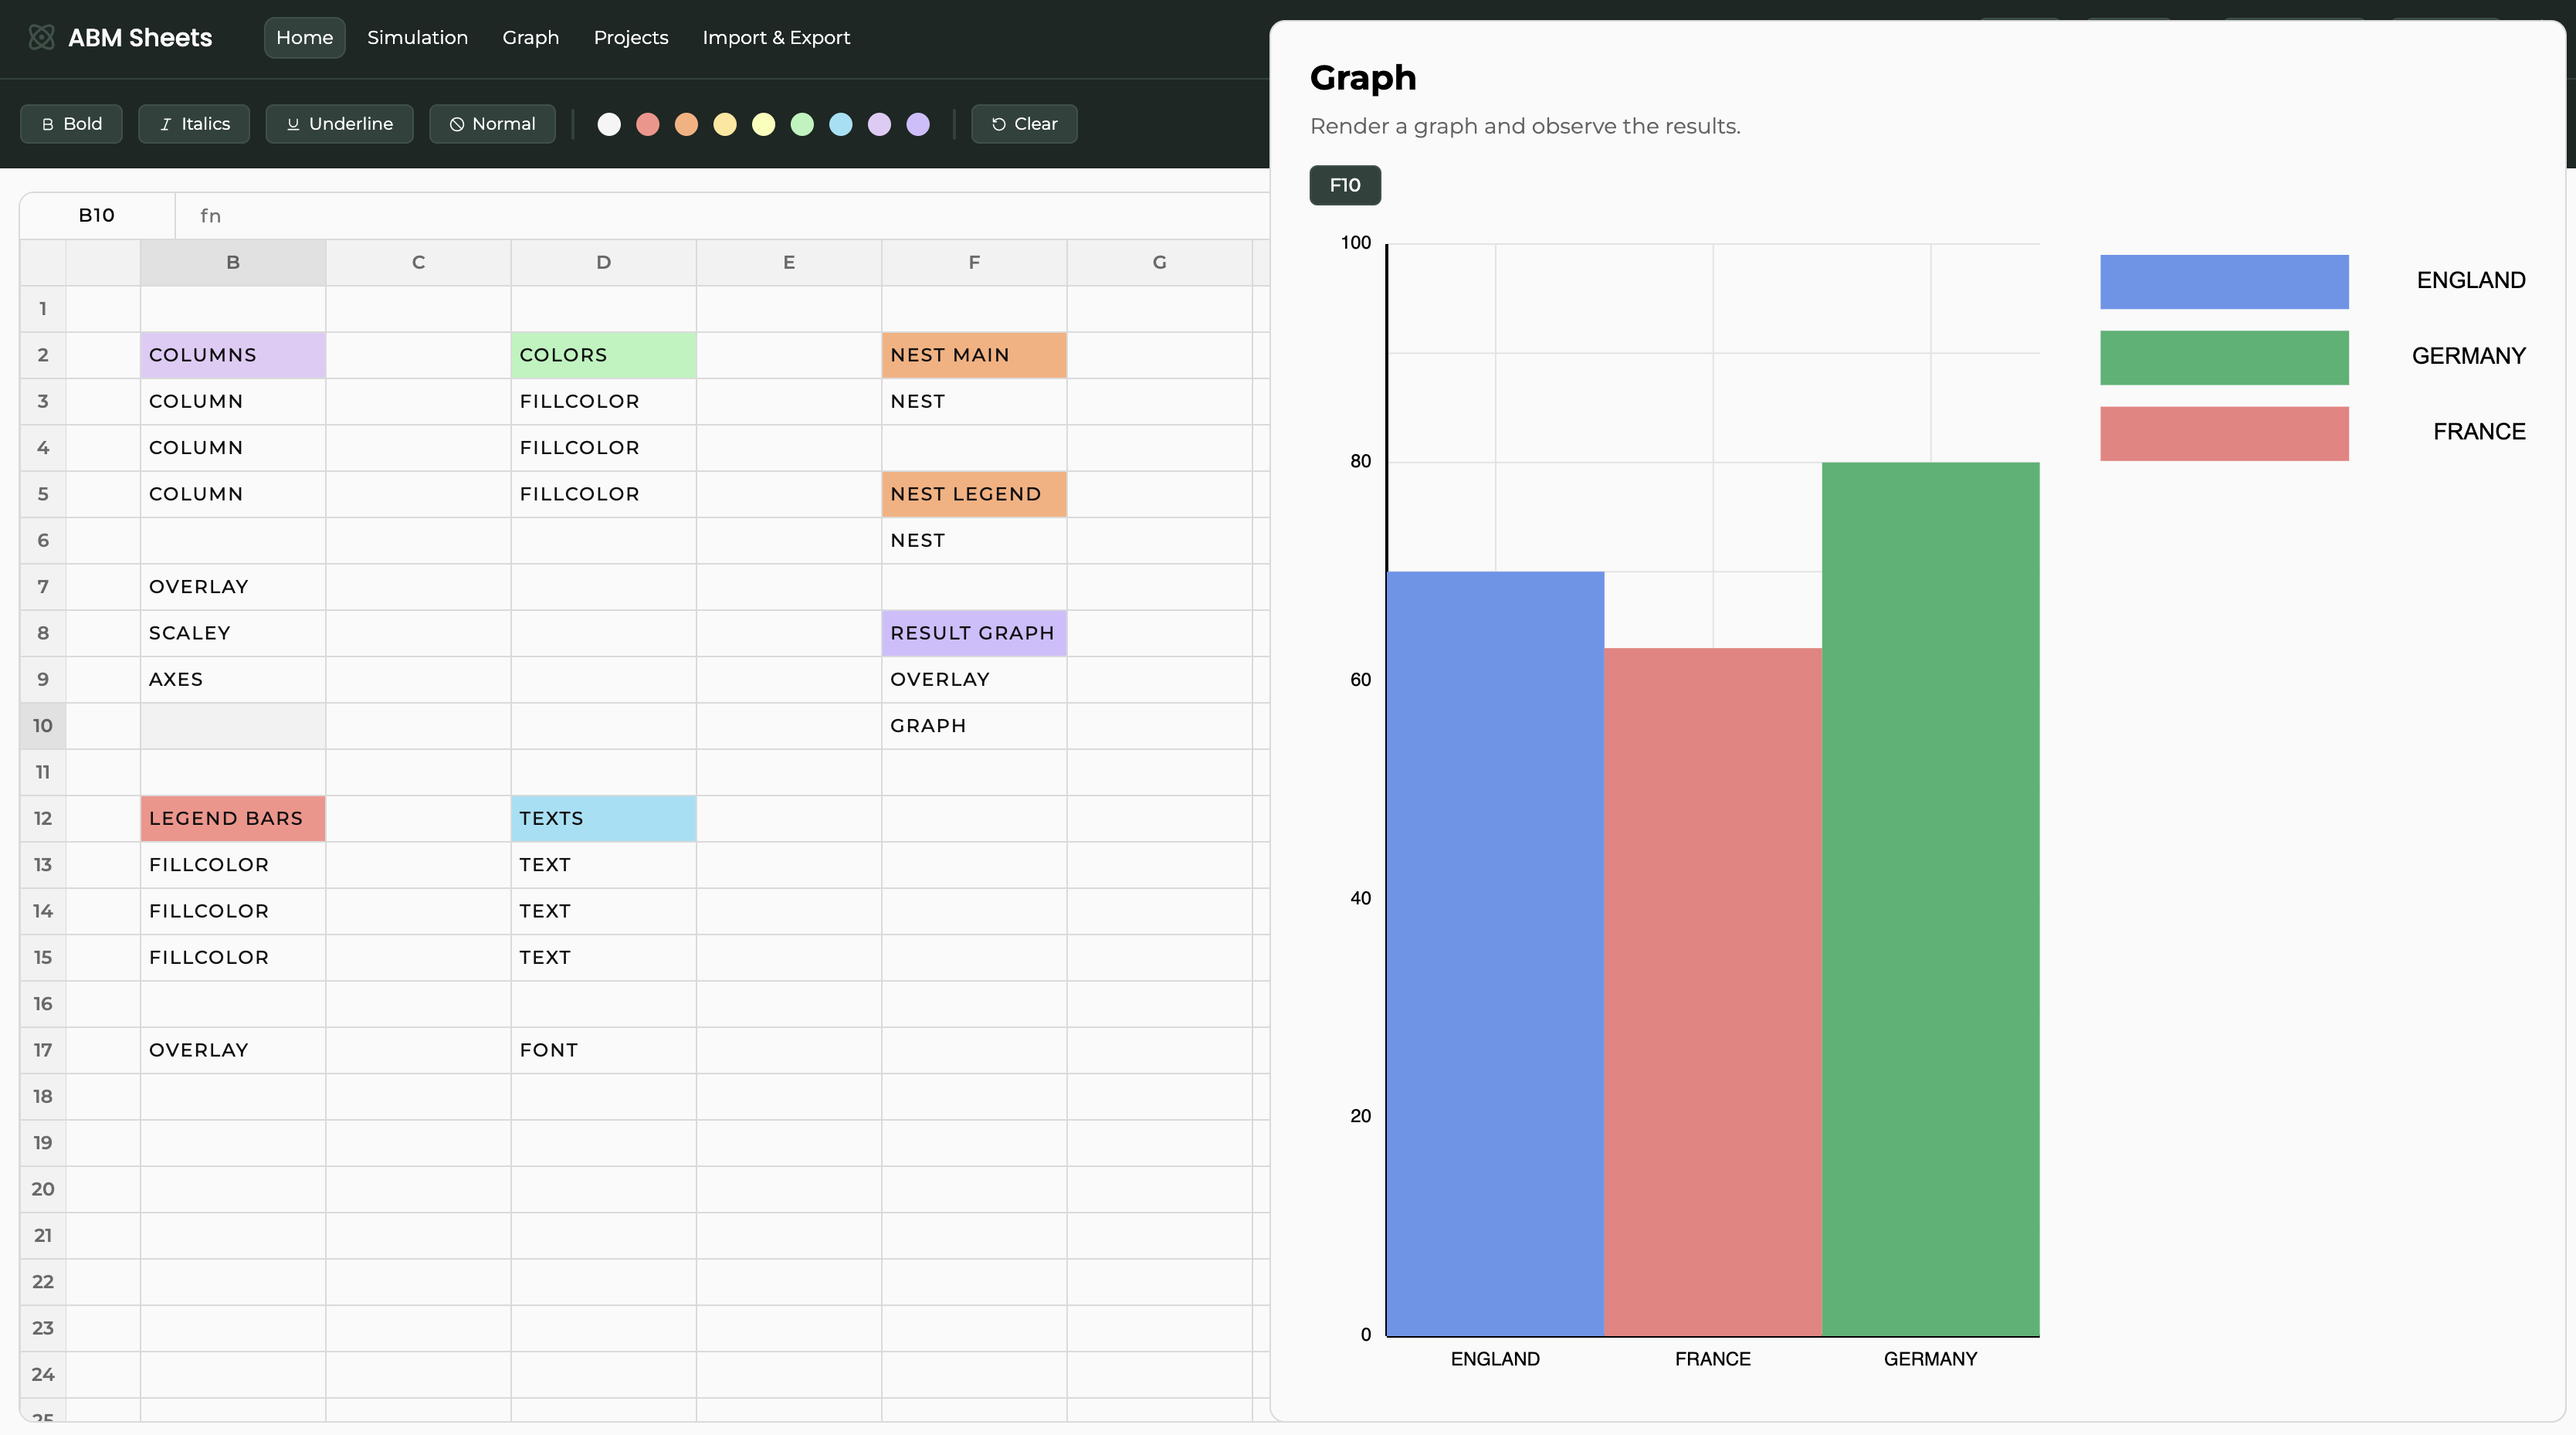 ABM Sheets Home Simulation Graph Projects Import & Export
Bold Italics Underline Normal Clear
B10 fn
B C D E F G
1
2 COLUMNS COLORS NEST MAIN
3 COLUMN FILLCOLOR NEST
4 COLUMN FILLCOLOR
5 COLUMN FILLCOLOR NEST LEGEND
6 NEST
7 OVERLAY
8 SCALEY RESULT GRAPH
9 AXES OVERLAY
10 GRAPH
11
12 LEGEND BARS TEXTS
13 FILLCOLOR TEXT
14 FILLCOLOR TEXT
15 FILLCOLOR TEXT
16
17 OVERLAY FONT
18
19
20
21
22
23
24
25
Graph
Render a graph and observe the results.
F10
100
80
60
40
20
0
ENGLAND FRANCE GERMANY
ENGLAND
GERMANY
FRANCE